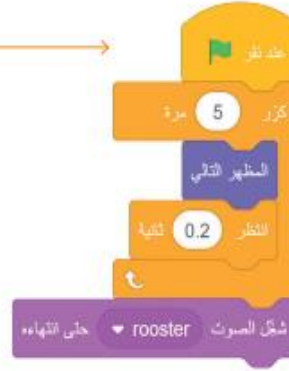 عند نقر
كرّر 5 مرة
المظهر التالي
انتظر 0.2 ثانية
شغّل الصوت rooster حتى انتهاءه